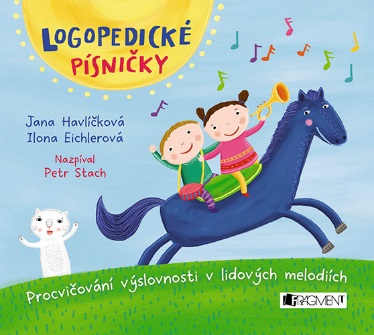 LOGOPEDICKÉ
PÍSNIČKY
Jana Havlíčková
Ilona Eichlerová
Nazpíval
Petr Stach
Procvičování výslovnosti v lidových melodiích
FRAGMENT